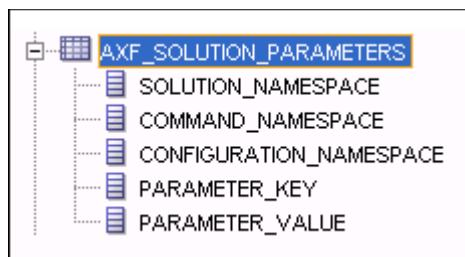 AXF_SOLUTION_PARAMETERS
SOLUTION_NAMESPACE
COMMAND_NAMESPACE
CONFIGURATION_NAMESPACE
PARAMETER_KEY
PARAMETER_VALUE